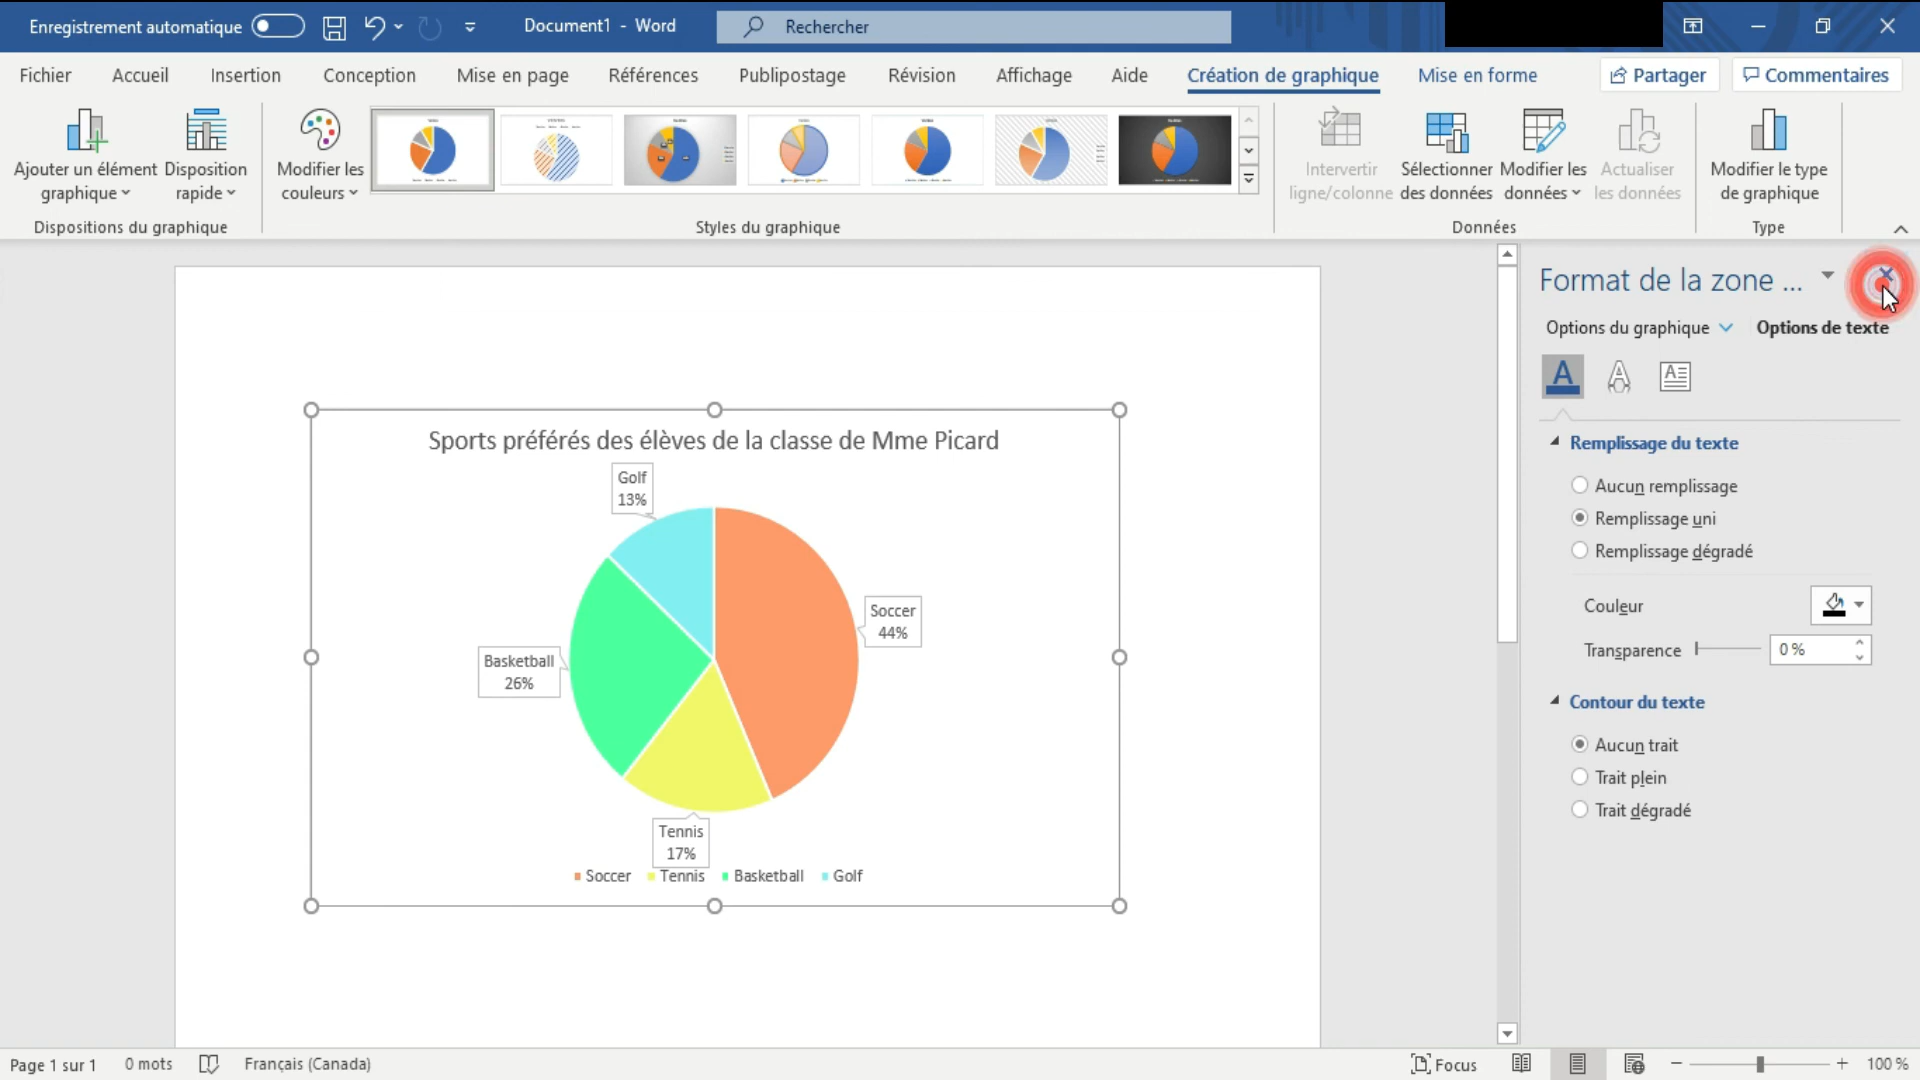 Enregistrement automatique
Document1 - Word
Rechercher
Fichier Accueil Insertion Conception Mise en page Références Publipostage Révision Affichage Aide Création de graphique Mise en forme Partager Commentaires
Ajouter un élément
graphique
Disposition
rapide
Modifier les
couleurs
Intervertir
ligne/colonne
Sélectionner
des données
Modifier les
données
Actualiser
les données
Modifier le type
de graphique
Dispositions du graphique
Styles du graphique
Données
Type
Format de la zone ...
Options du graphique
Options de texte
Remplissage du texte
Aucun remplissage
Remplissage uni
Remplissage dégradé
Couleur
Transparence 0 %
Contour du texte
Aucun trait
Trait plein
Trait dégradé
Sports préférés des élèves de la classe de Mme Picard
Golf
13%
Soccer
44%
Basketball
26%
Tennis
17%
Soccer Tennis Basketball Golf
Page 1 sur 1 0 mots Français (Canada) Focus 100 %